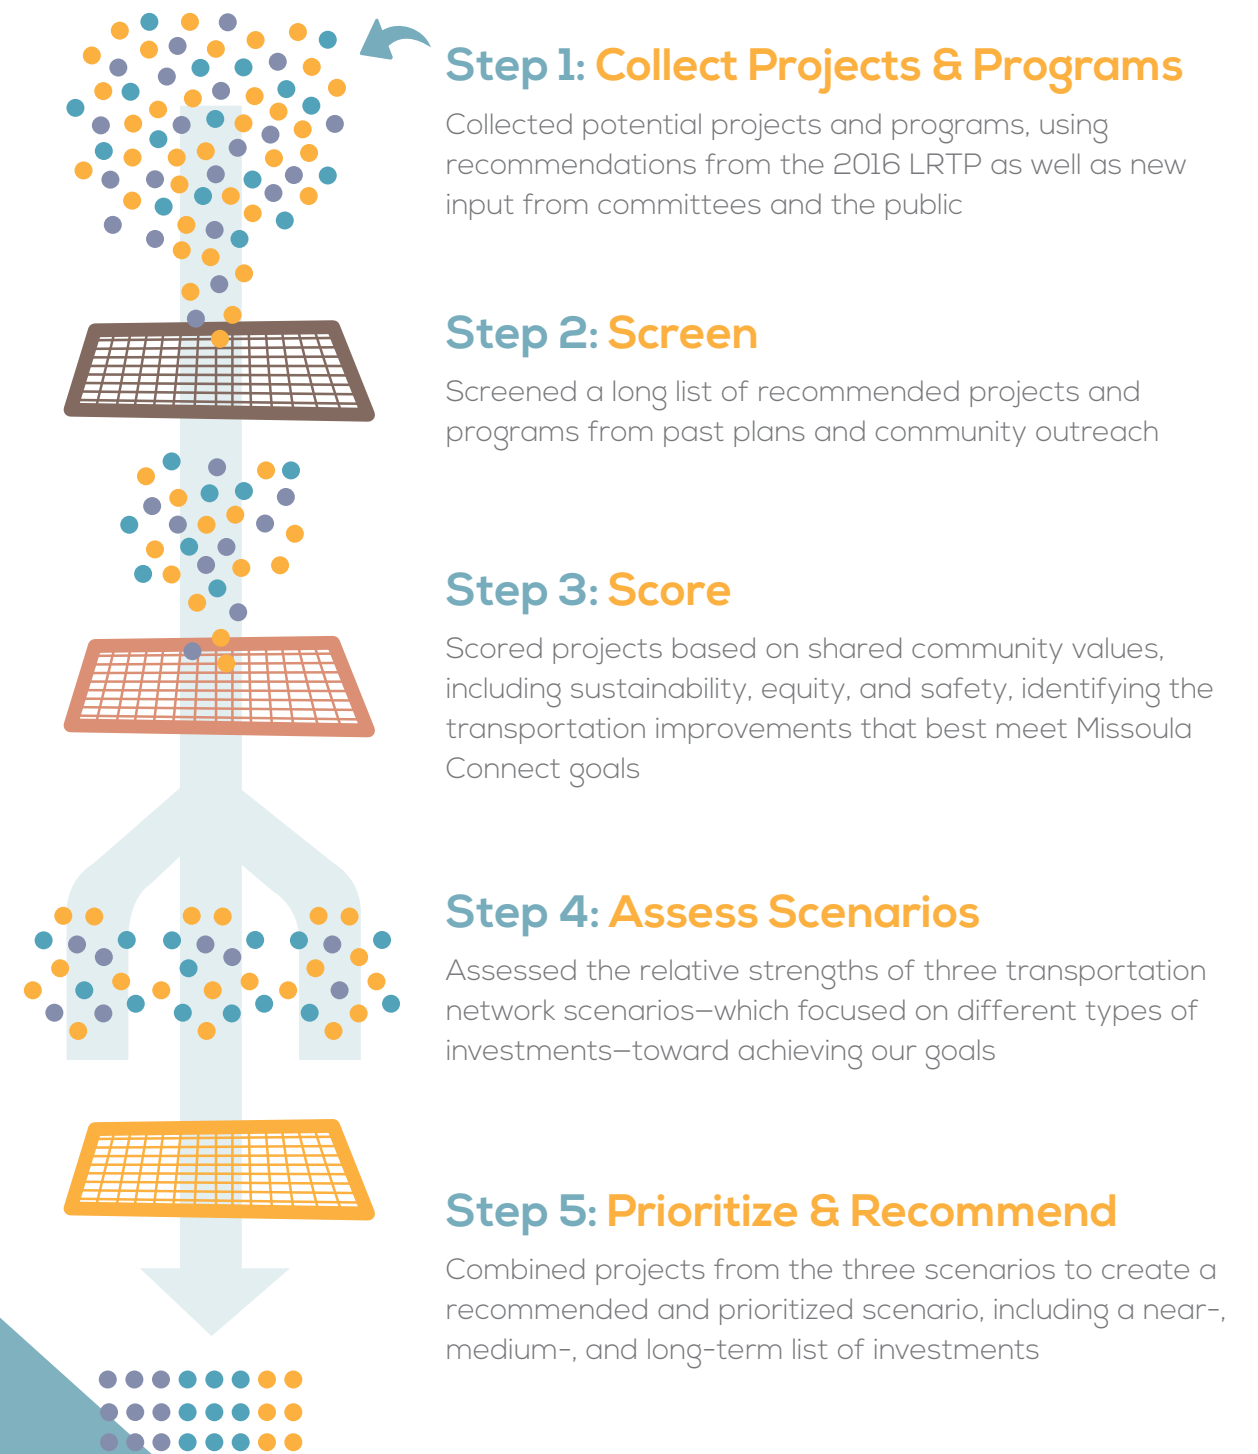 Step 1: Collect Projects & Programs
Collected potential projects and programs, using
recommendations from the 2016 LRTP as well as new
input from committees and the public
Step 2: Screen
Screened a long list of recommended projects and
programs from past plans and community outreach
Step 3: Score
Scored projects based on shared community values,
including sustainability, equity, and safety, identifying the
transportation improvements that best meet Missoula
Connect goals
Step 4: Assess Scenarios
Assessed the relative strengths of three transportation
network scenarios—which focused on different types of
investments—toward achieving our goals
Step 5: Prioritize & Recommend
Combined projects from the three scenarios to create a
recommended and prioritized scenario, including a near-,
medium-, and long-term list of investments